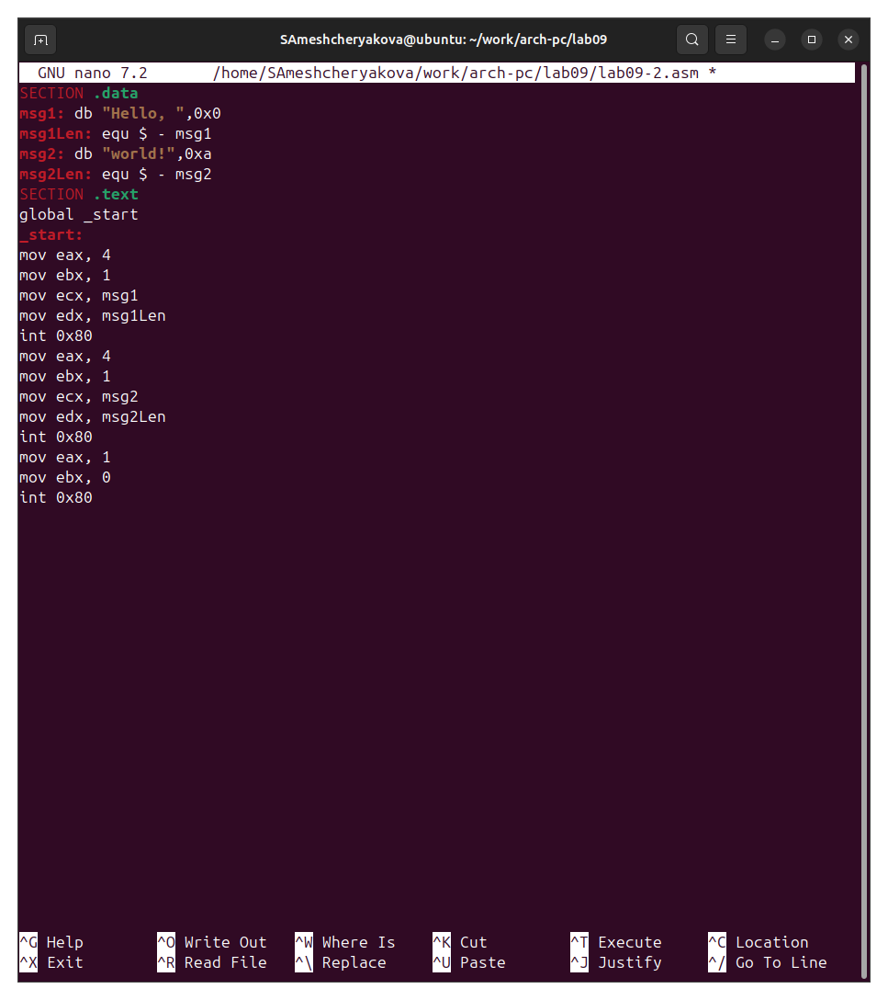 SAmeshcheryakova@ubuntu: ~/work/arch-pc/lab09
GNU nano 7.2 /home/SAmeshcheryakova/work/arch-pc/lab09/lab09-2.asm *
SECTION .data
msg1: db "Hello, ",0x0
msg1Len: equ $ - msg1
msg2: db "world!",0xa
msg2Len: equ $ - msg2
SECTION .text
global _start
_start:
mov eax, 4
mov ebx, 1
mov ecx, msg1
mov edx, msg1Len
int 0x80
mov eax, 4
mov ebx, 1
mov ecx, msg2
mov edx, msg2Len
int 0x80
mov eax, 1
mov ebx, 0
int 0x80
^G Help ^O Write Out ^W Where Is ^K Cut ^T Execute ^C Location
^X Exit ^R Read File ^\ Replace ^U Paste ^J Justify ^/ Go To Line